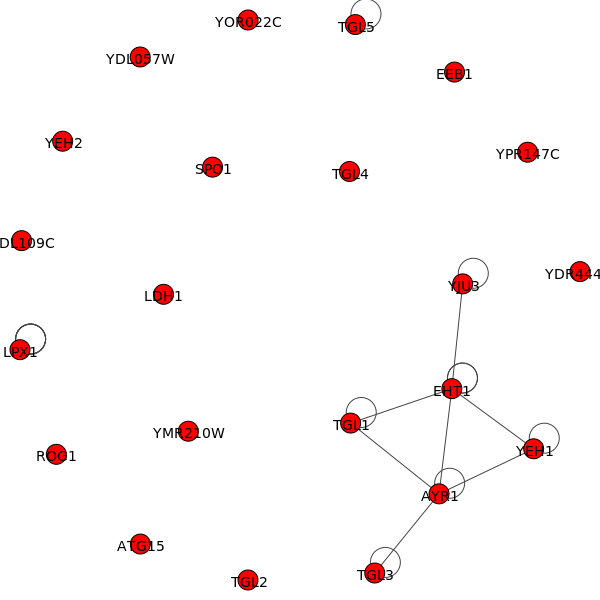 YOR022C
TGL5
YDL057W
EEB1
YEH2
SPO1
TGL4
YPR147C
DL109C
YDR444
YJU3
LDH1
LPX1
EHT1
TGL1
YMR210W
YEH1
ROG1
AYR1
ATG15
TGL3
TGL2